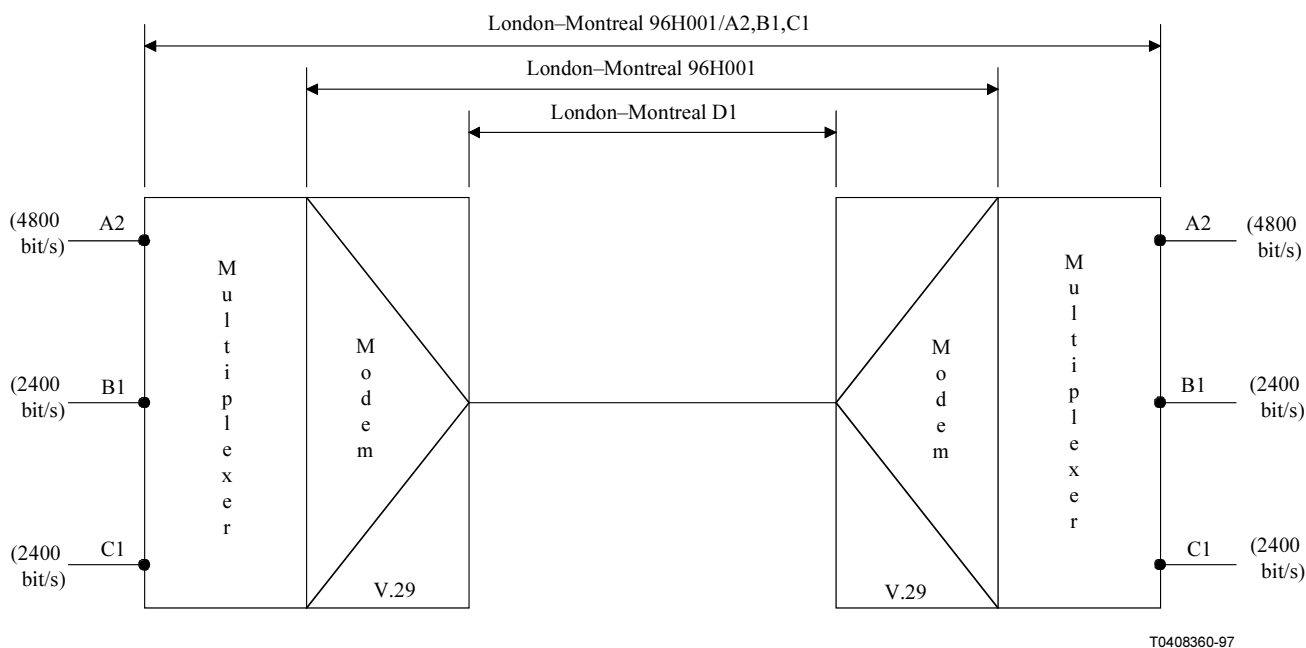 London–Montreal 96H001/A2,B1,C1
London–Montreal 96H001
London–Montreal D1
(4800
bit/s)
A2
(2400
bit/s)
B1
(2400
bit/s)
C1
Multiplexer
Modem
V.29
Modem
V.29
Multiplexer
A2
(4800
bit/s)
B1
(2400
bit/s)
C1
(2400
bit/s)
T0408360-97